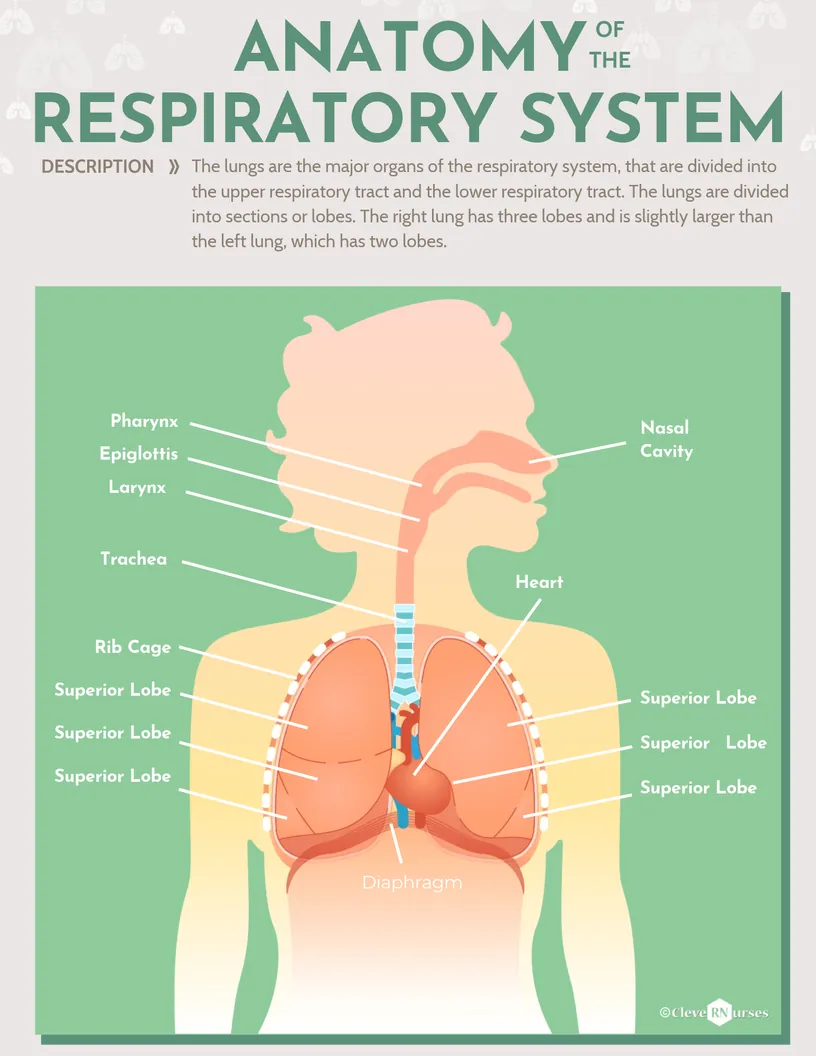 ANATOMY OF THE
RESPIRATORY SYSTEM
DESCRIPTION » The lungs are the major organs of the respiratory system, that are divided into
the upper respiratory tract and the lower respiratory tract. The lungs are divided
into sections or lobes. The right lung has three lobes and is slightly larger than
the left lung, which has two lobes.
Pharynx
Epiglottis
Larynx
Nasal
Cavity
Trachea
Heart
Rib Cage
Superior Lobe
Superior Lobe
Superior Lobe
Superior Lobe
Superior Lobe
Superior Lobe
Diaphragm
©CleveRNurses